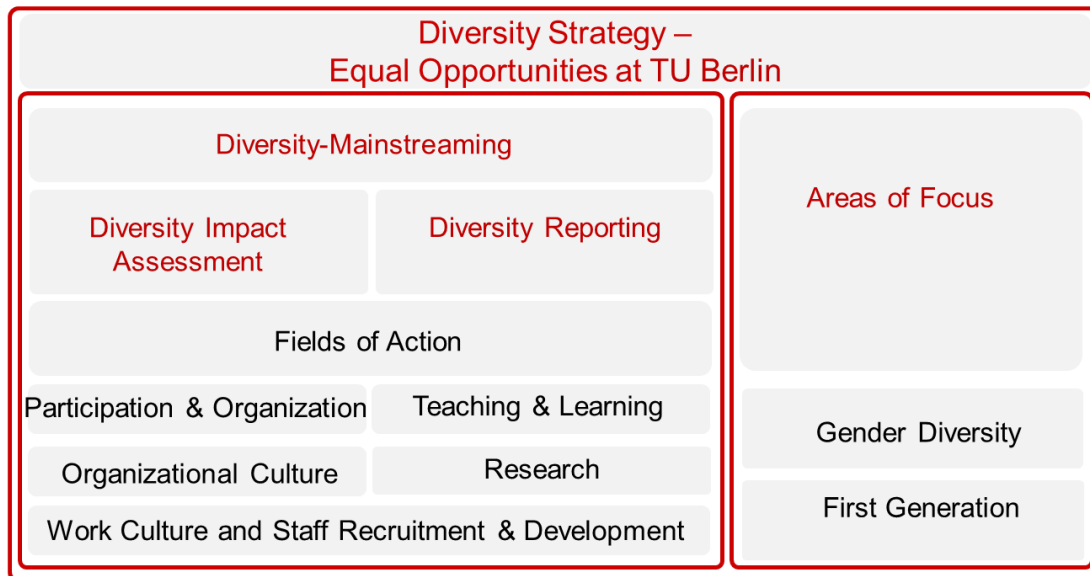 Diversity Strategy –
Equal Opportunities at TU Berlin
Diversity-Mainstreaming
Diversity Impact
Assessment
Diversity Reporting
Fields of Action
Participation & Organization
Teaching & Learning
Organizational Culture
Research
Work Culture and Staff Recruitment & Development
Areas of Focus
Gender Diversity
First Generation